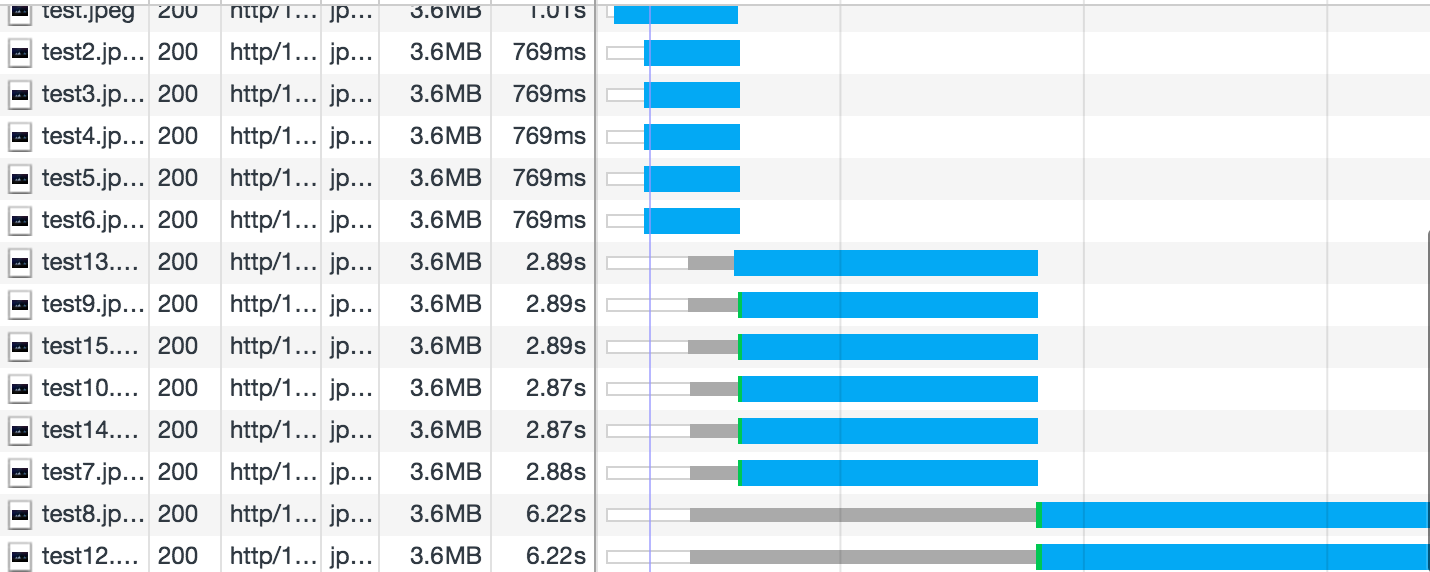 test.jpeg 200 http/1... jp... 3.6MB 1.01s
test2.jp... 200 http/1... jp... 3.6MB 769ms
test3.jp... 200 http/1... jp... 3.6MB 769ms
test4.jp... 200 http/1... jp... 3.6MB 769ms
test5.jp... 200 http/1... jp... 3.6MB 769ms
test6.jp... 200 http/1... jp... 3.6MB 769ms
test13.... 200 http/1... jp... 3.6MB 2.89s
test9.jp... 200 http/1... jp... 3.6MB 2.89s
test15.... 200 http/1... jp... 3.6MB 2.89s
test10.... 200 http/1... jp... 3.6MB 2.87s
test14.... 200 http/1... jp... 3.6MB 2.87s
test7.jp... 200 http/1... jp... 3.6MB 2.88s
test8.jp... 200 http/1... jp... 3.6MB 6.22s
test12.... 200 http/1... jp... 3.6MB 6.22s